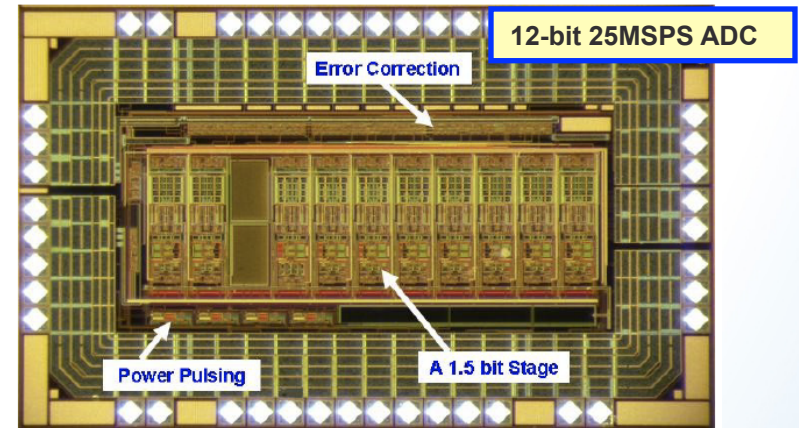 12-bit 25MSPS ADC
Error Correction
Power Pulsing
A 1.5 bit Stage